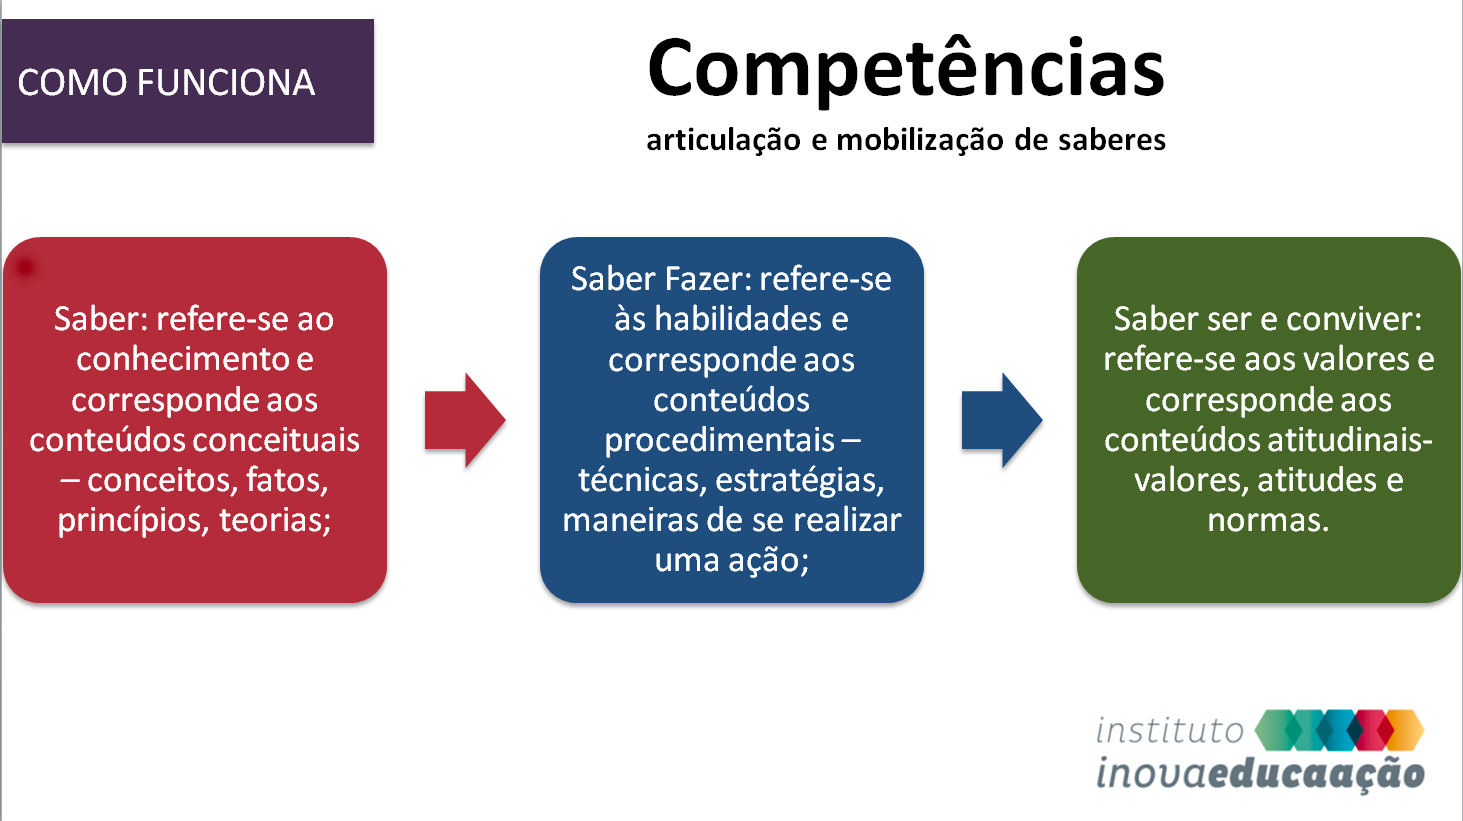 COMO FUNCIONA
Competências
articulação e mobilização de saberes
Saber: refere-se ao
conhecimento e
corresponde aos
conteúdos conceituais
– conceitos, fatos,
princípios, teorias;
Saber Fazer: refere-se
às habilidades e
corresponde aos
conteúdos
procedimentais –
técnicas, estratégias,
maneiras de se realizar
uma ação;
Saber ser e conviver:
refere-se aos valores e
corresponde aos
conteúdos atitudinais-
valores, atitudes e
normas.
instituto
inovaeducaação